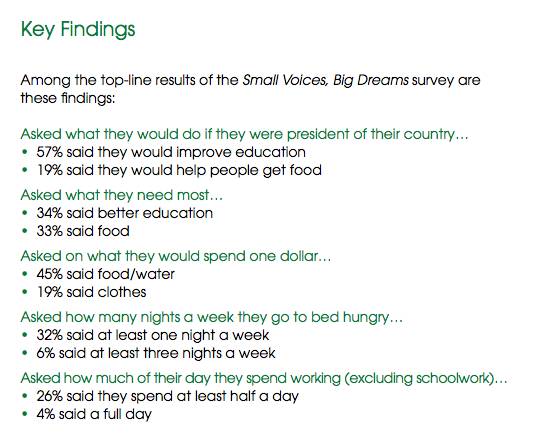 Key Findings
Among the top-line results of the Small Voices, Big Dreams survey are
these findings:
Asked what they would do if they were president of their country…
• 57% said they would improve education
• 19% said they would help people get food
Asked what they need most…
• 34% said better education
• 33% said food
Asked on what they would spend one dollar…
• 45% said food/water
• 19% said clothes
Asked how many nights a week they go to bed hungry…
• 32% said at least one night a week
• 6% said at least three nights a week
Asked how much of their day they spend working (excluding schoolwork)…
• 26% said they spend at least half a day
• 4% said a full day